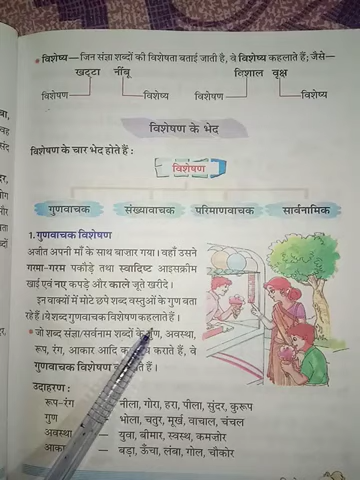 • विशेष्य—जिन संज्ञा शब्दों की विशेषता बताई जाती है, वे विशेष्य कहलाते हैं; जैसे—
खट्टा नींबू विशाल वृक्ष
विशेषण विशेष्य विशेषण विशेष्य
विशेषण के भेद
विशेषण के चार भेद होते हैं :
विशेषण
गुणवाचक संख्यावाचक परिमाणवाचक सार्वनामिक
1. गुणवाचक विशेषण
अजीत अपनी माँ के साथ बाज़ार गया। वहाँ उसने
गरमा-गरम पकौड़े तथा स्वादिष्ट आइसक्रीम
खाई एवं नए कपड़े और काले जूते खरीदे।
इन वाक्यों में मोटे छपे शब्द वस्तुओं के गुण बता
रहे हैं। ये शब्द गुणवाचक विशेषण कहलाते हैं।
• जो शब्द संज्ञा/सर्वनाम शब्दों के गुण, अवस्था,
रूप, रंग, आकार आदि कराते हैं, वे
गुणवाचक विशेषण हैं।
उदाहरण :
रूप-रंग — नीला, गोरा, हरा, पीला, सुंदर, कुरूप
गुण — भोला, चतुर, मूर्ख, वाचाल, चंचल
अवस्था — युवा, बीमार, स्वस्थ, कमज़ोर
— बड़ा, ऊँचा, लंबा, गोल, चौकोर